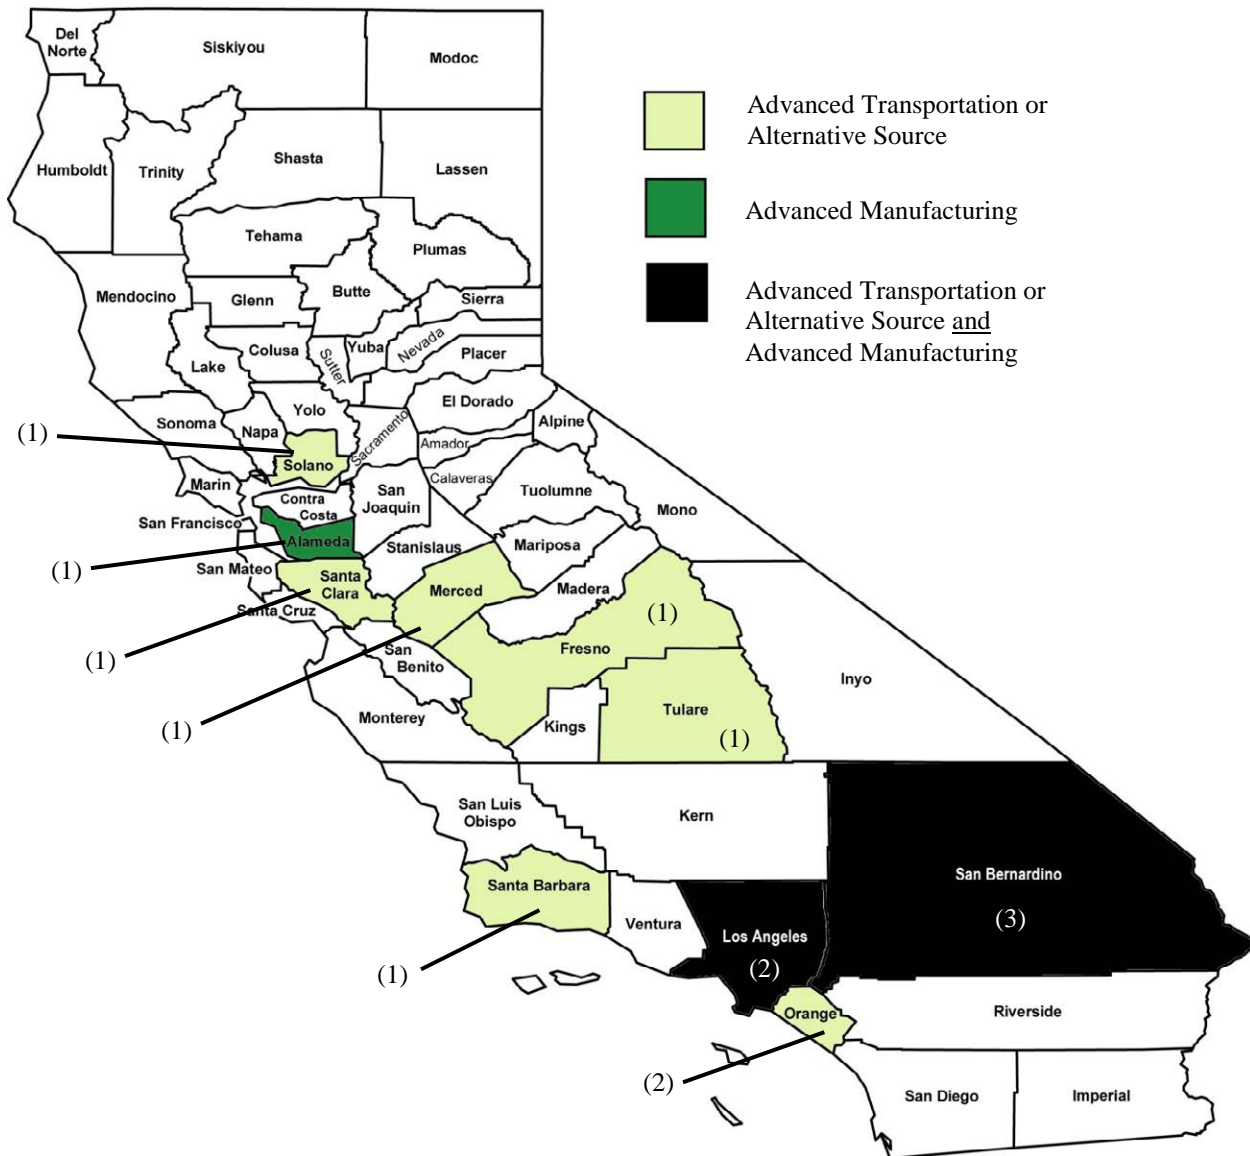 Del
Norte
Siskiyou
Modoc
Humboldt
Trinity
Shasta
Lassen
Tehama
Plumas
Mendocino
Glenn
Butte
Sierra
Lake
Colusa
Sutter
Yuba
Nevada
Placer
Sonoma
Napa
Yolo
Sacramento
El Dorado
Alpine
(1)
Solano
Amador
Calaveras
Marin
Contra
Costa
San
Joaquin
Tuolumne
Mono
San Francisco
Alameda
Stanislaus
Mariposa
(1)
San Mateo
Santa
Clara
Merced
Madera
Santa Cruz
(1)
(1)
San
Benito
Fresno
Inyo
(1)
Monterey
Kings
Tulare
(1)
San Luis
Obispo
Kern
Santa Barbara
San Bernardino
(3)
Ventura
Los Angeles
(2)
(1)
Orange
Riverside
(2)
San Diego
Imperial
Advanced Transportation or
Alternative Source
Advanced Manufacturing
Advanced Transportation or
Alternative Source and
Advanced Manufacturing